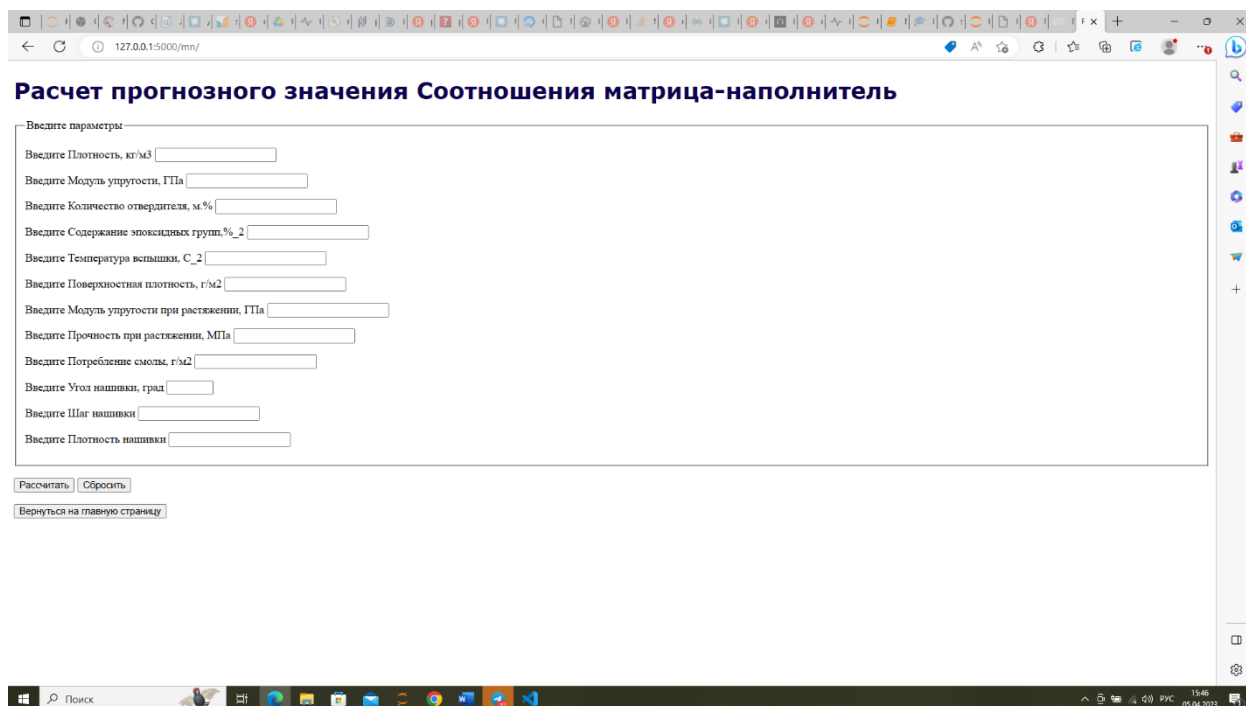 127.0.0.1:5000/mn/
Расчет прогнозного значения Соотношения матрица-наполнитель
Введите параметры
Введите Плотность, кг/м3
Введите Модуль упругости, ГПа
Введите Количество отвердителя, м.%
Введите Содержание эпоксидных групп,%_2
Введите Температура вспышки, С_2
Введите Поверхностная плотность, г/м2
Введите Модуль упругости при растяжении, ГПа
Введите Прочность при растяжении, МПа
Введите Потребление смолы, г/м2
Введите Угол нашивки, град
Введите Шаг нашивки
Введите Плотность нашивки
Рассчитать Сбросить
Вернуться на главную страницу
Поиск
РУС 15:46
05.04.2023